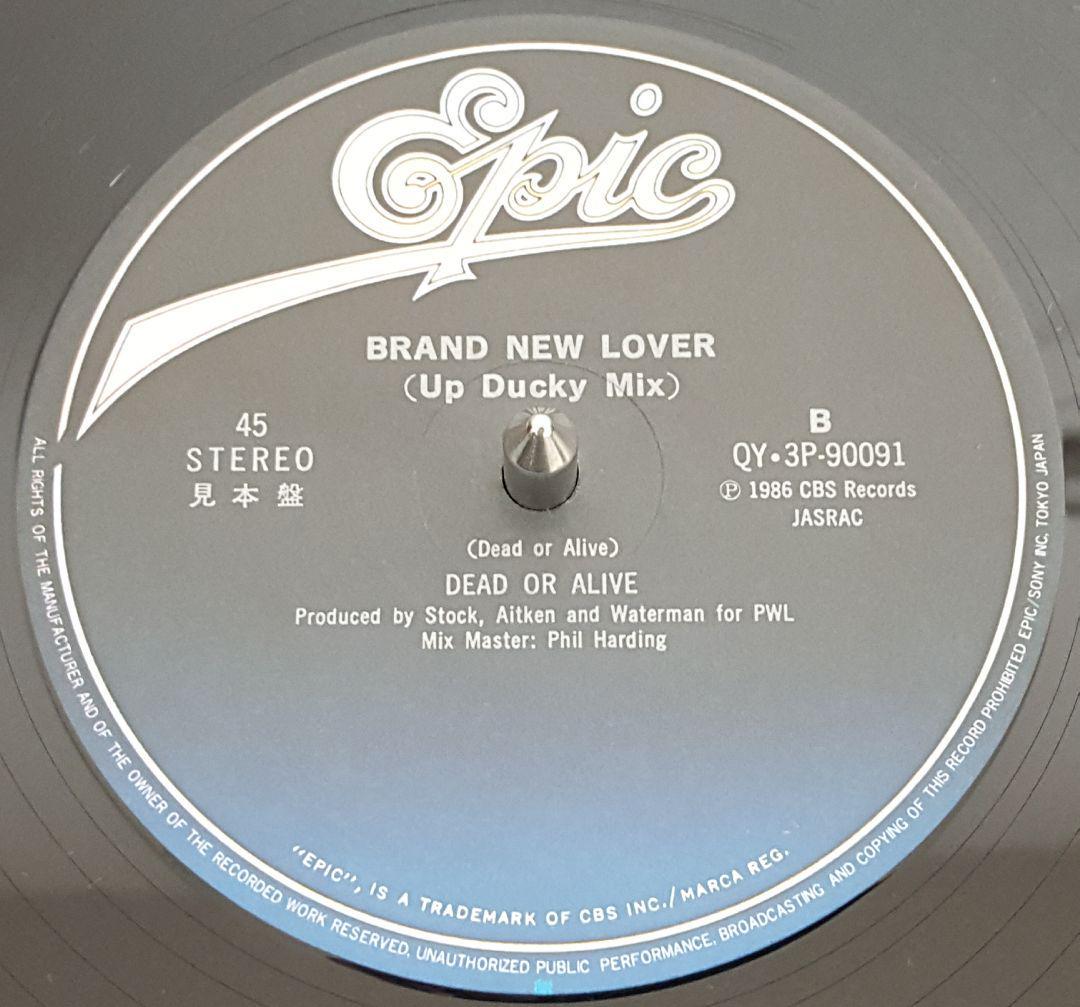 Epic
BRAND NEW LOVER
(Up Ducky Mix)
45
STEREO
見本盤
B
QY•3P-90091
Ⓟ 1986 CBS Records
JASRAC
(Dead or Alive)
DEAD OR ALIVE
Produced by Stock, Aitken and Waterman for PWL
Mix Master: Phil Harding
"EPIC", IS A TRADEMARK OF CBS INC./MARCA REG.
ALL RIGHTS OF THE MANUFACTURER AND OF THE OWNER OF THE RECORDED WORK RESERVED, UNAUTHORIZED PUBLIC PERFORMANCE, BROADCASTING AND COPYING OF THIS RECORD PROHIBITED EPIC/SONY INC. TOKYO JAPAN